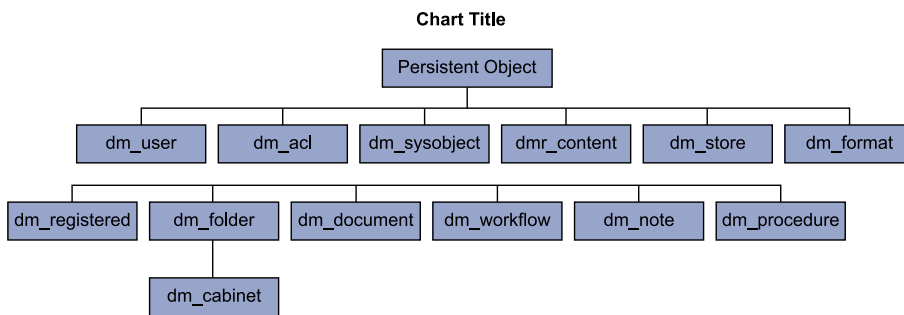 Chart Title
Persistent Object
dm_user
dm_acl
dm_sysobject
dmr_content
dm_store
dm_format
dm_registered
dm_folder
dm_document
dm_workflow
dm_note
dm_procedure
dm_cabinet